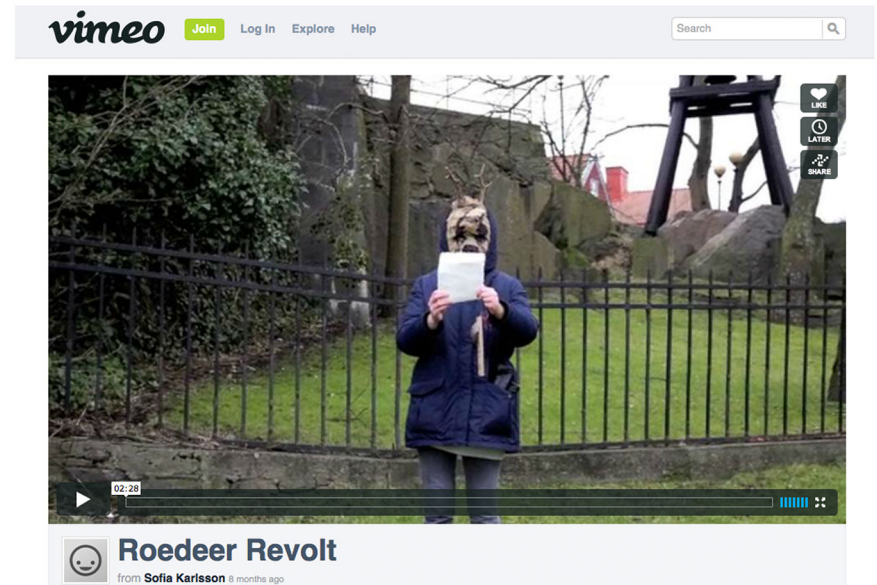 vimeo
Join Log In Explore Help Search
LIKE
LATER
SHARE
02:28
Roedeer Revolt
from Sofia Karlsson 8 months ago